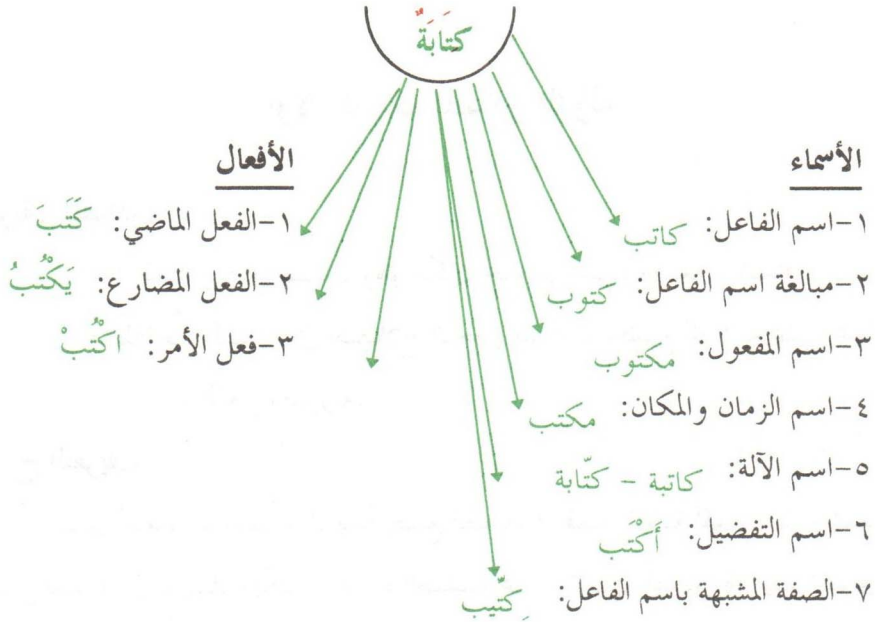 كتَابَةٌ
الأسماء
١-اسم الفاعل: كاتب
٢-مبالغة اسم الفاعل: كتوب
٣-اسم المفعول: مكتوب
٤-اسم الزمان والمكان: مكتب
٥-اسم الآلة: كاتبة - كتّابة
٦-اسم التفضيل: أَكْتَب
٧-الصفة المشبهة باسم الفاعل: كِتّيب
الأفعال
١-الفعل الماضي: كَتَبَ
٢-الفعل المضارع: يَكْتُبُ
٣-فعل الأمر: اكْتُبْ